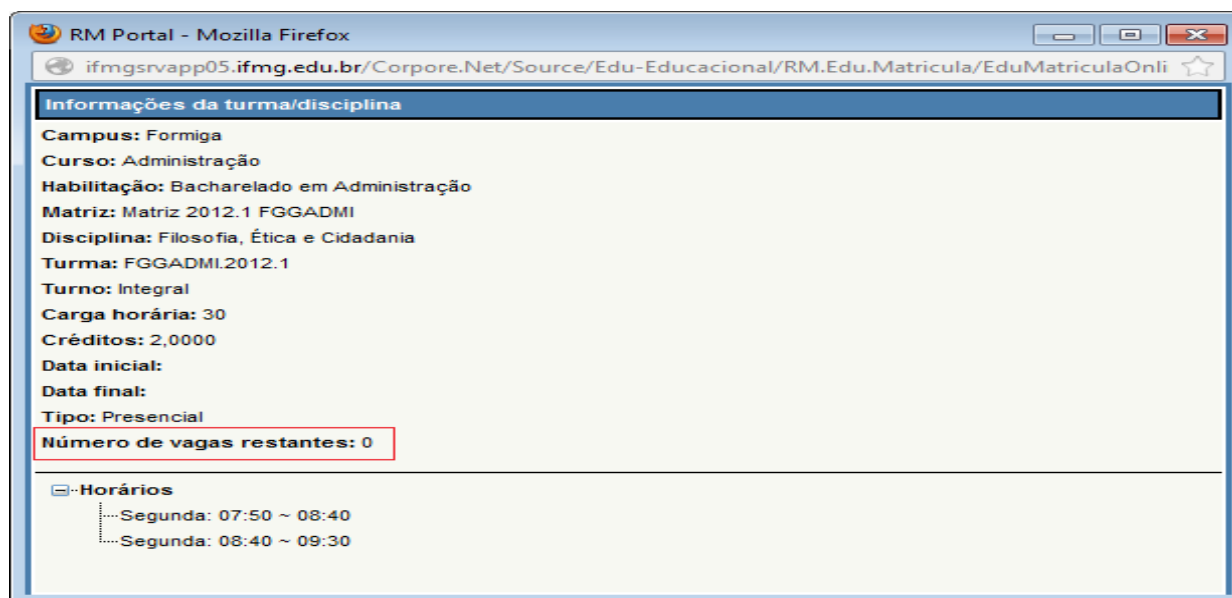 RM Portal - Mozilla Firefox
ifmgsrvapp05.ifmg.edu.br/Corpore.Net/Source/Edu-Educacional/RM.Edu.Matricula/EduMatriculaOnli
Informações da turma/disciplina
Campus: Formiga
Curso: Administração
Habilitação: Bacharelado em Administração
Matriz: Matriz 2012.1 FGGADMI
Disciplina: Filosofia, Ética e Cidadania
Turma: FGGADMI.2012.1
Turno: Integral
Carga horária: 30
Créditos: 2,0000
Data inicial:
Data final:
Tipo: Presencial
Número de vagas restantes: 0
Horários
Segunda: 07:50 ~ 08:40
Segunda: 08:40 ~ 09:30